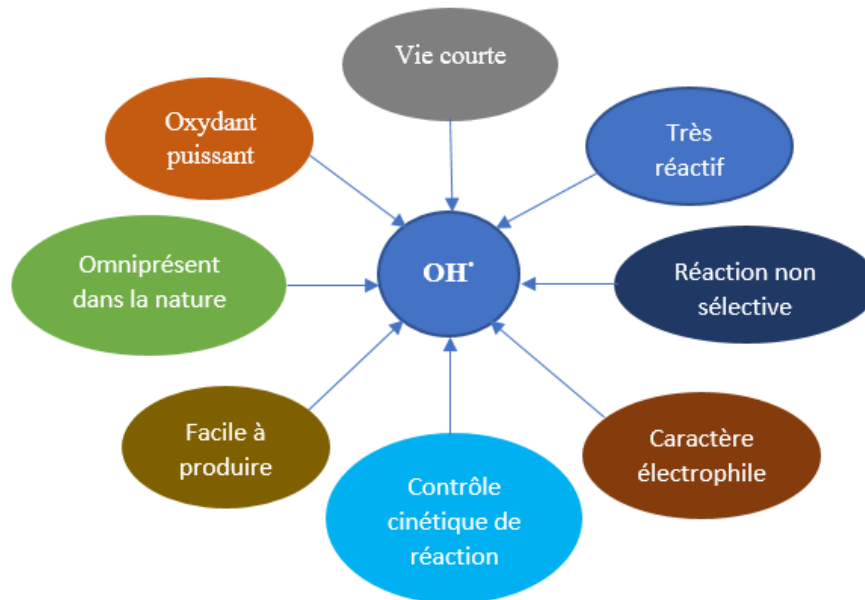 Vie courte
Oxydant
puissant
Très
réactif
Omniprésent
dans la nature
OH˙
Réaction non
sélective
Facile à
produire
Caractère
électrophile
Contrôle
cinétique de
réaction